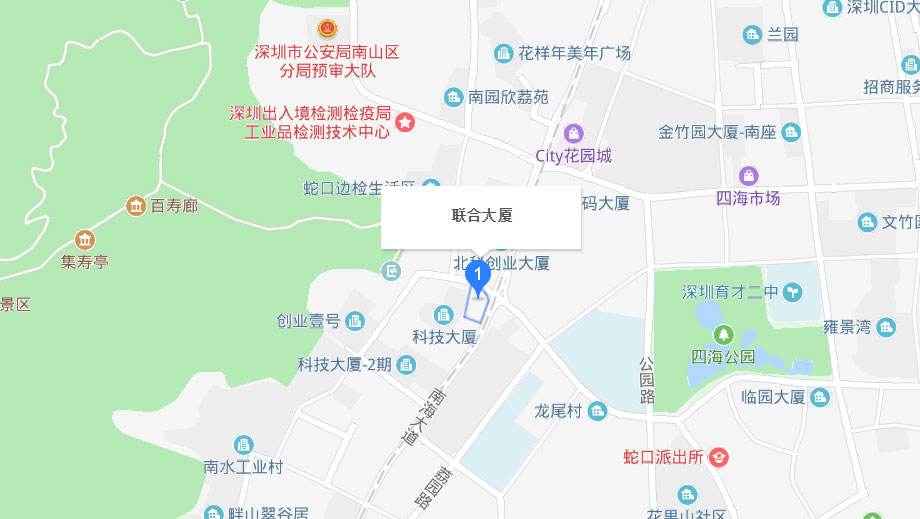 深圳CID大
兰园
深圳市公安局南山区
分局预审大队
花样年美年广场
招商服务
南园欣荔苑
深圳出入境检测检疫局
工业品检测技术中心
金竹园大厦-南座
City花园城
蛇口边检生活区
四海市场
百寿廊
码大厦
联合大厦
文竹园
集寿亭
北科创业大厦
1
景区
深圳育才二中
创业壹号
科技大厦
雍景湾
四海公园
科技大厦-2期
公园路
临园大厦
南海大道
龙尾村
蛇口派出所
南水工业村
荔园路
畔山翠谷居
花果山社区